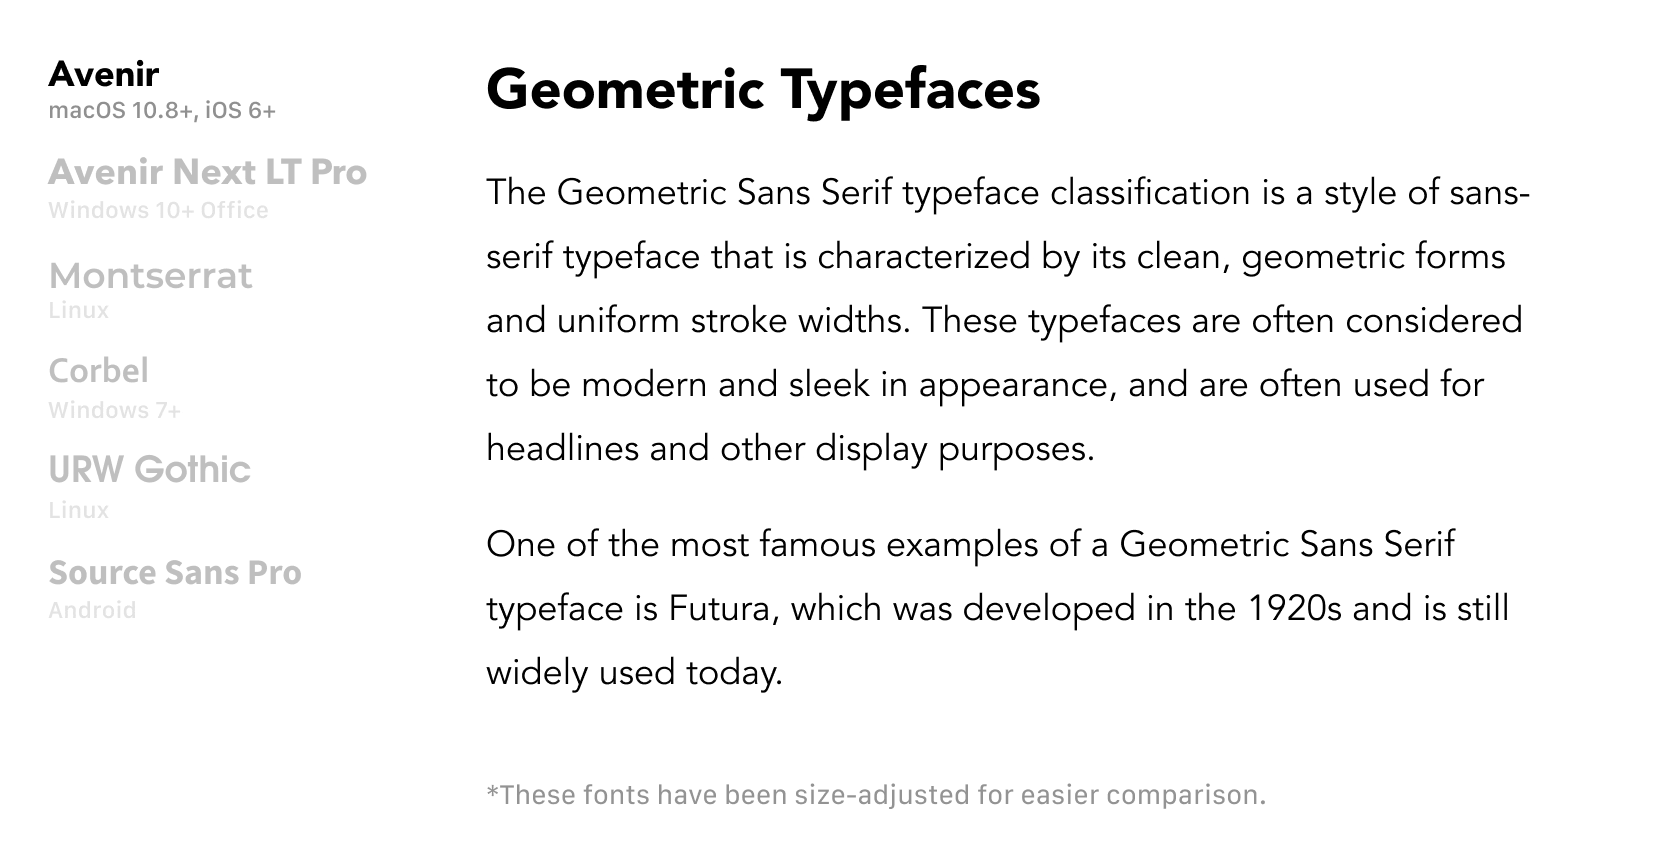 Avenir
macOS 10.8+, iOS 6+
Avenir Next LT Pro
Windows 10+ Office
Montserrat
Linux
Corbel
Windows 7+
URW Gothic
Linux
Source Sans Pro
Android
Geometric Typefaces
The Geometric Sans Serif typeface classification is a style of sans-
serif typeface that is characterized by its clean, geometric forms
and uniform stroke widths. These typefaces are often considered
to be modern and sleek in appearance, and are often used for
headlines and other display purposes.
One of the most famous examples of a Geometric Sans Serif
typeface is Futura, which was developed in the 1920s and is still
widely used today.
*These fonts have been size-adjusted for easier comparison.